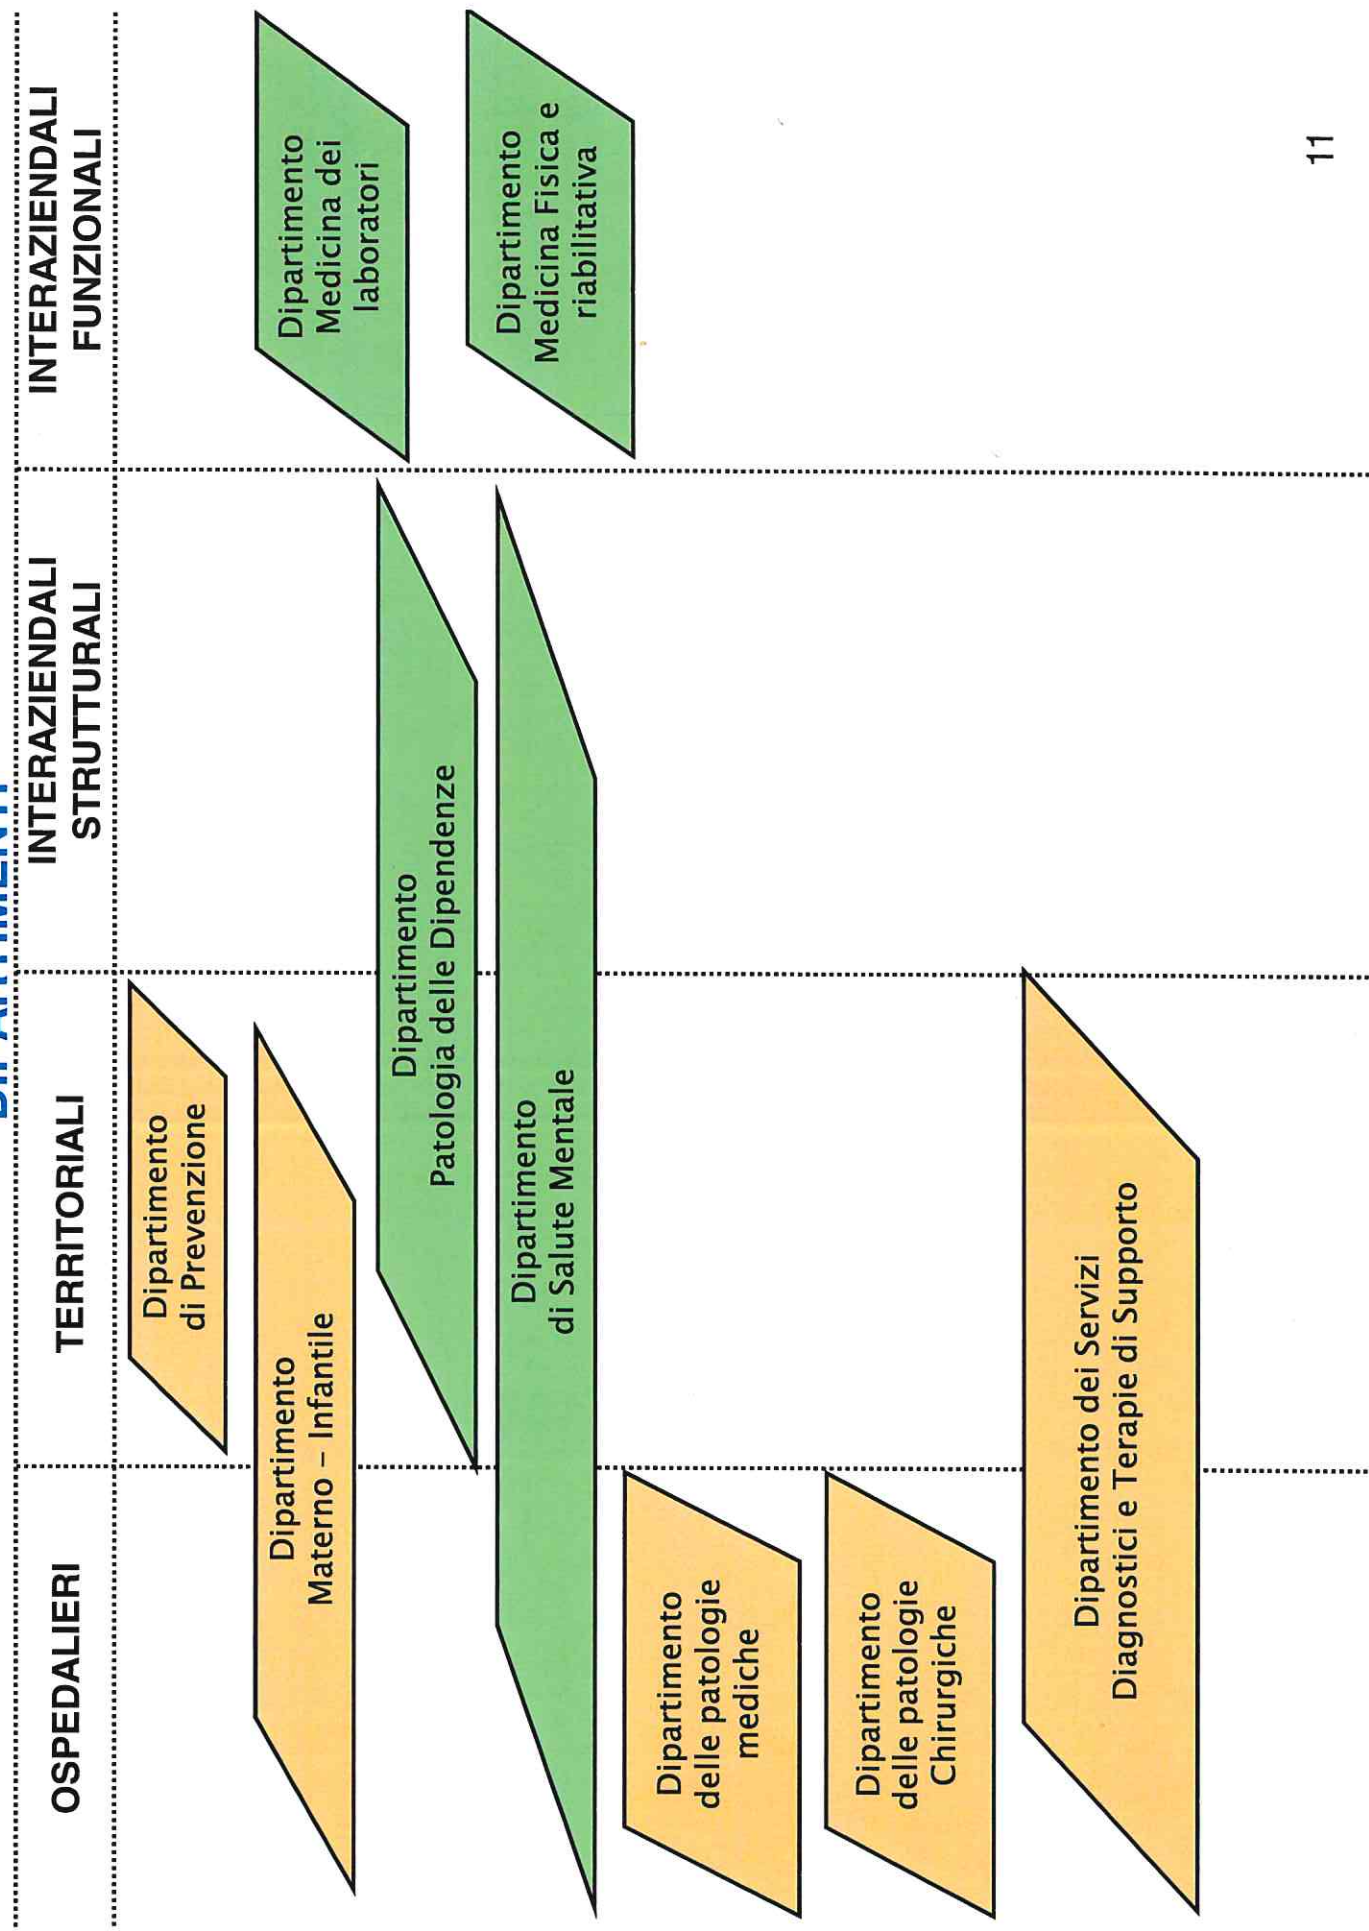 DIPARTIMENTI
OSPEDALIERI
TERRITORIALI
INTERAZIENDALI
STRUTTURALI
INTERAZIENDALI
FUNZIONALI
Dipartimento
di Prevenzione
Dipartimento
Materno – Infantile
Dipartimento
Medicina dei
laboratori
Dipartimento
Patologia delle Dipendenze
Dipartimento
Medicina Fisica e
riabilitativa
Dipartimento
di Salute Mentale
Dipartimento
delle patologie
mediche
Dipartimento
delle patologie
Chirurgiche
Dipartimento dei Servizi
Diagnostici e Terapie di Supporto
11